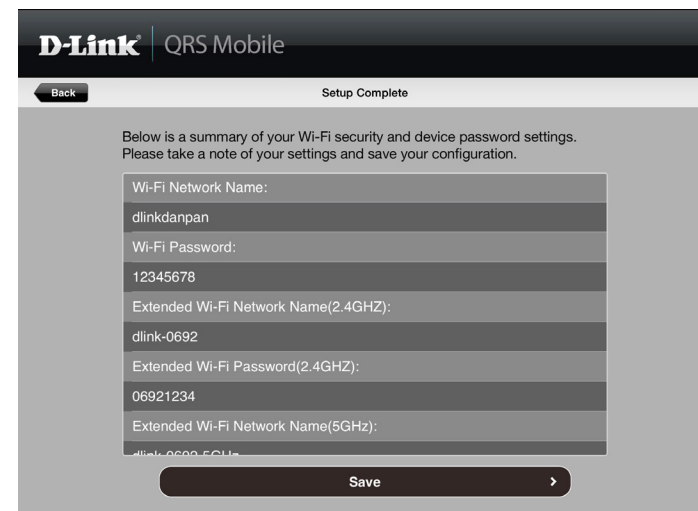 D-Link QRS Mobile
Back Setup Complete
Below is a summary of your Wi-Fi security and device password settings.
Please take a note of your settings and save your configuration.
Wi-Fi Network Name:
dlinkdanpan
Wi-Fi Password:
12345678
Extended Wi-Fi Network Name(2.4GHZ):
dlink-0692
Extended Wi-Fi Password(2.4GHZ):
06921234
Extended Wi-Fi Network Name(5GHz):
dlink-0692-5GHz
Save